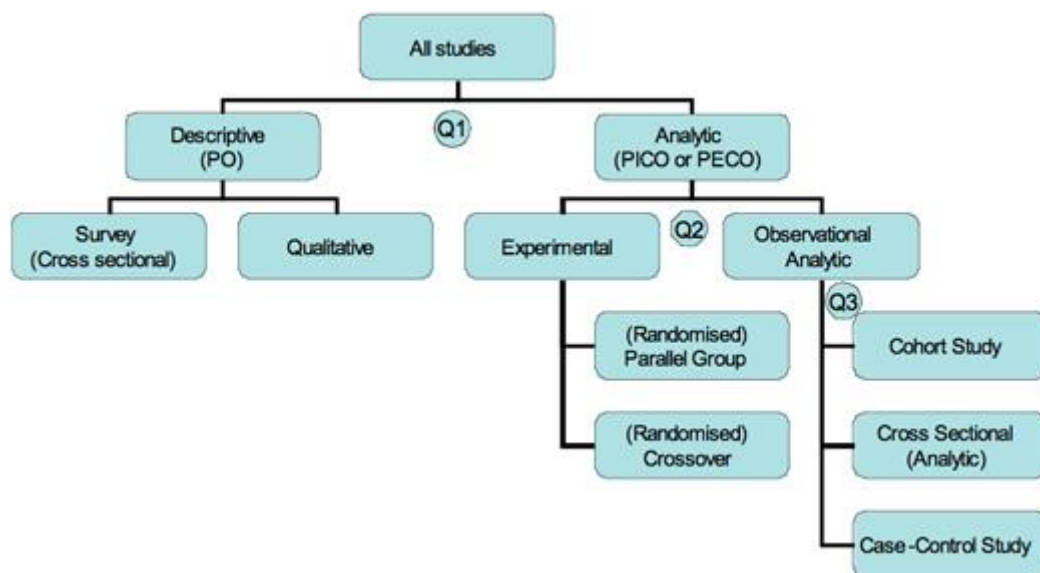 All studies
Q1
Descriptive
(PO)
Analytic
(PICO or PECO)
Survey
(Cross sectional)
Qualitative
Experimental
Q2
Observational
Analytic
Q3
(Randomised)
Parallel Group
Cohort Study
(Randomised)
Crossover
Cross Sectional
(Analytic)
Case-Control Study